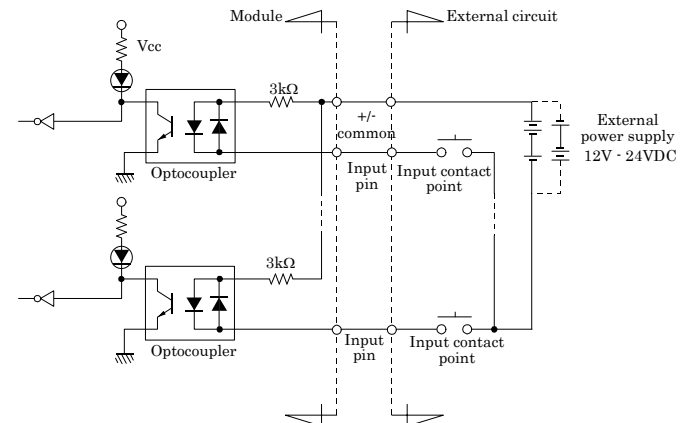 Module
External circuit
Vcc
3kΩ
+/-
common
External
power supply
12V - 24VDC
Optocoupler
Input
pin
Input contact
point
3kΩ
Optocoupler
Input
pin
Input contact
point